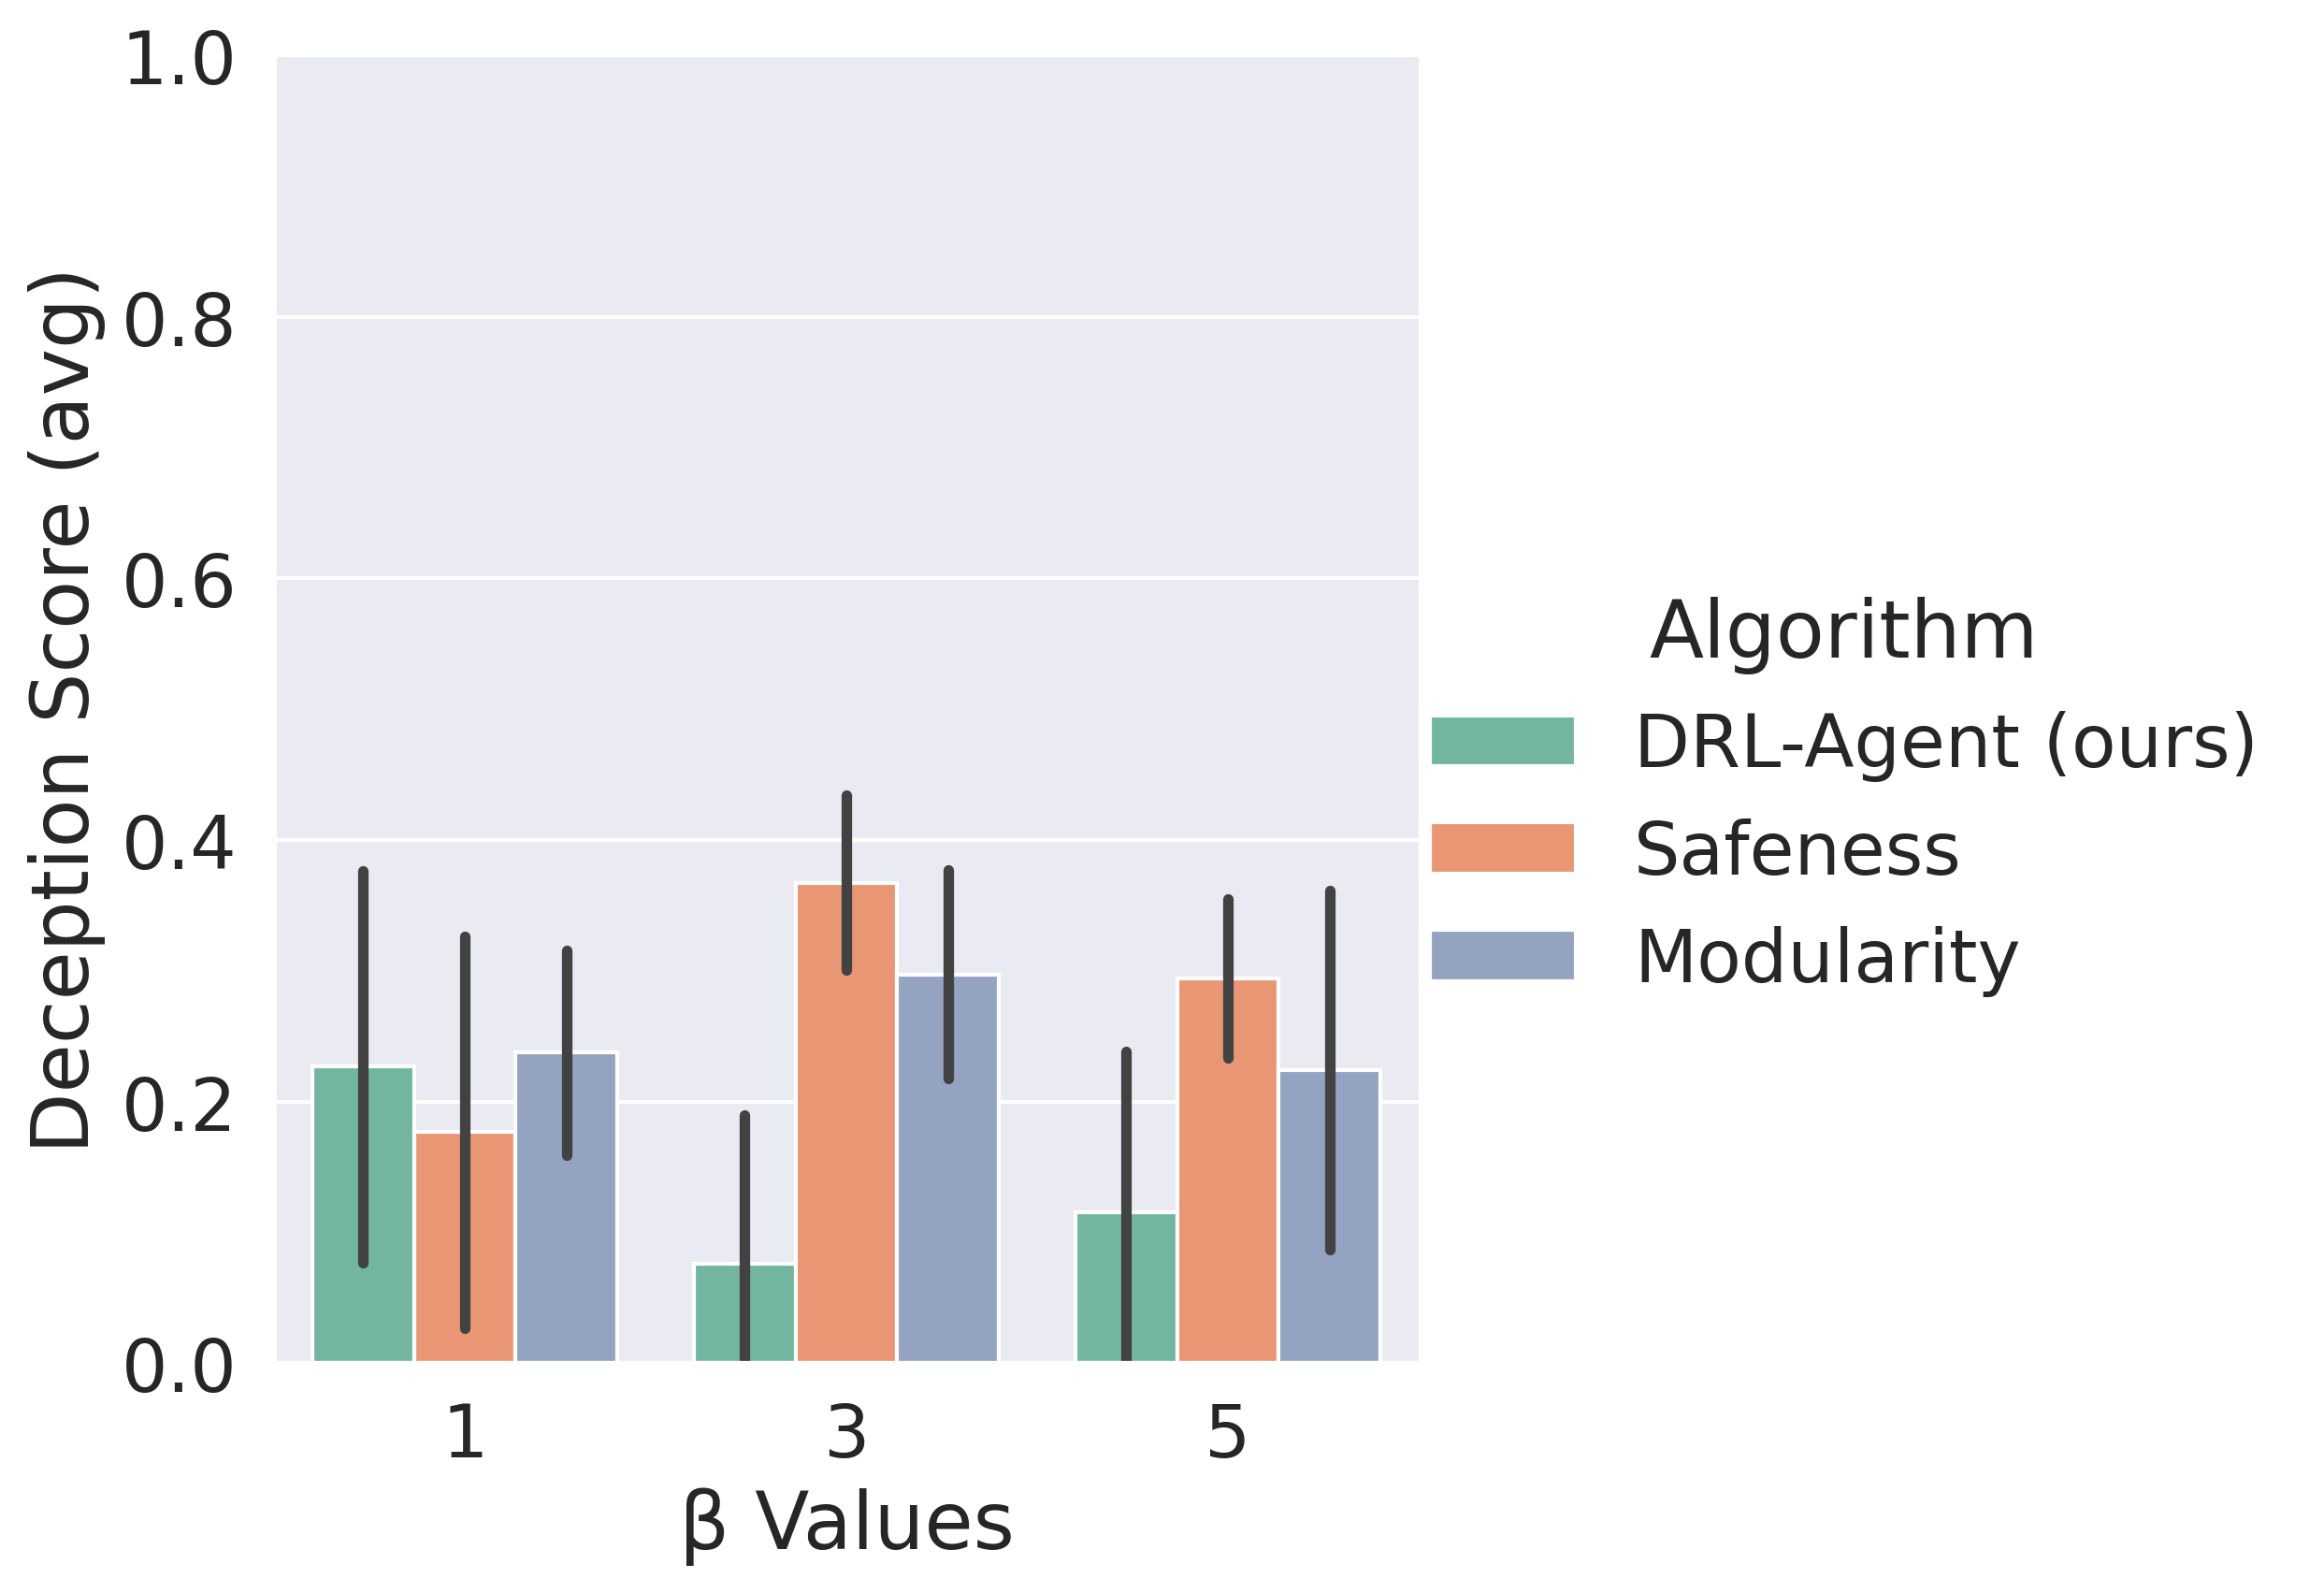 Deception Score (avg)
1.0
0.8
0.6
0.4
0.2
0.0
1 3 5
β Values
Algorithm
DRL-Agent (ours)
Safeness
Modularity